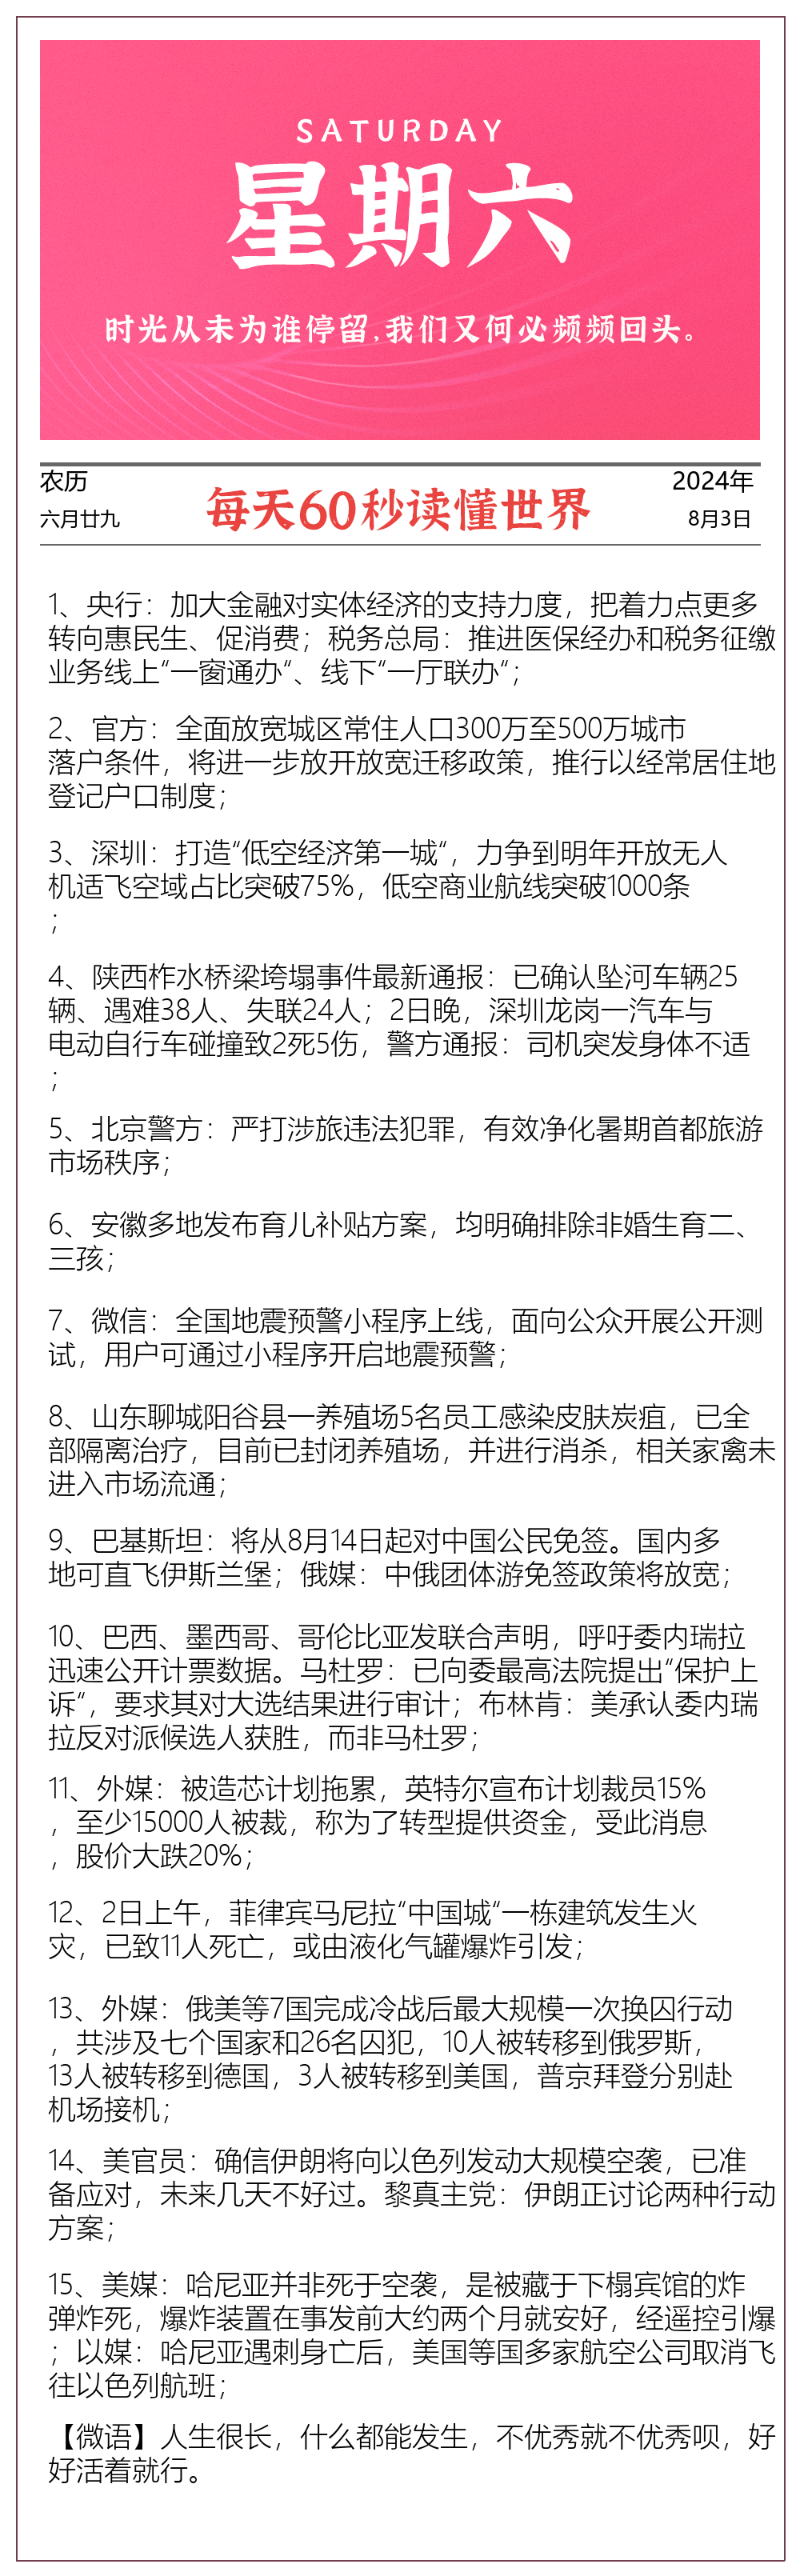 SATURDAY
星期六
时光从未为谁停留,我们又何必频频回头。
农历
六月廿九
每天60秒读懂世界
2024年
8月3日
1、央行：加大金融对实体经济的支持力度，把着力点更多
转向惠民生、促消费；税务总局：推进医保经办和税务征缴
业务线上“一窗通办“、线下“一厅联办“；
2、官方：全面放宽城区常住人口300万至500万城市
落户条件，将进一步放开放宽迁移政策，推行以经常居住地
登记户口制度；
3、深圳：打造“低空经济第一城“，力争到明年开放无人
机适飞空域占比突破75%，低空商业航线突破1000条
；
4、陕西柞水桥梁垮塌事件最新通报：已确认坠河车辆25
辆、遇难38人、失联24人；2日晚，深圳龙岗一汽车与
电动自行车碰撞致2死5伤，警方通报：司机突发身体不适
；
5、北京警方：严打涉旅违法犯罪，有效净化暑期首都旅游
市场秩序；
6、安徽多地发布育儿补贴方案，均明确排除非婚生育二、
三孩；
7、微信：全国地震预警小程序上线，面向公众开展公开测
试，用户可通过小程序开启地震预警；
8、山东聊城阳谷县一养殖场5名员工感染皮肤炭疽，已全
部隔离治疗，目前已封闭养殖场，并进行消杀，相关家禽未
进入市场流通；
9、巴基斯坦：将从8月14日起对中国公民免签。国内多
地可直飞伊斯兰堡；俄媒：中俄团体游免签政策将放宽；
10、巴西、墨西哥、哥伦比亚发联合声明，呼吁委内瑞拉
迅速公开计票数据。马杜罗：已向委最高法院提出“保护上
诉“，要求其对大选结果进行审计；布林肯：美承认委内瑞
拉反对派候选人获胜，而非马杜罗；
11、外媒：被造芯计划拖累，英特尔宣布计划裁员15%
，至少15000人被裁，称为了转型提供资金，受此消息
，股价大跌20%；
12、2日上午，菲律宾马尼拉“中国城“一栋建筑发生火
灾，已致11人死亡，或由液化气罐爆炸引发；
13、外媒：俄美等7国完成冷战后最大规模一次换囚行动
，共涉及七个国家和26名囚犯，10人被转移到俄罗斯，
13人被转移到德国，3人被转移到美国，普京拜登分别赴
机场接机；
14、美官员：确信伊朗将向以色列发动大规模空袭，已准
备应对，未来几天不好过。黎真主党：伊朗正讨论两种行动
方案；
15、美媒：哈尼亚并非死于空袭，是被藏于下榻宾馆的炸
弹炸死，爆炸装置在事发前大约两个月就安好，经遥控引爆
；以媒：哈尼亚遇刺身亡后，美国等国多家航空公司取消飞
往以色列航班；
【微语】人生很长，什么都能发生，不优秀就不优秀呗，好
好活着就行。